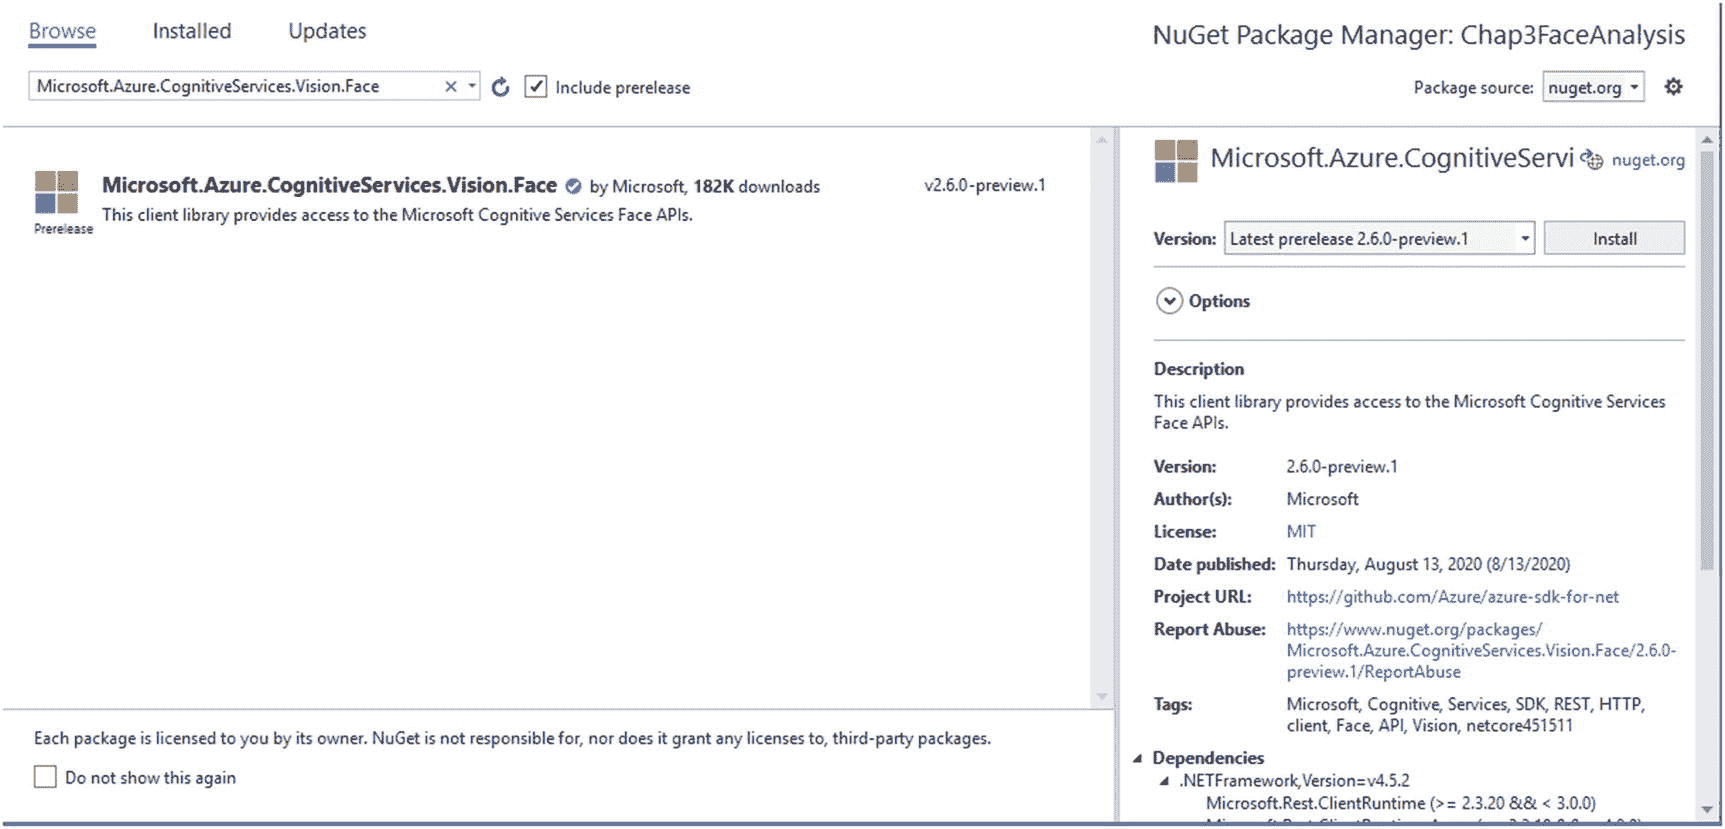 Browse Installed Updates
NuGet Package Manager: Chap3FaceAnalysis
Microsoft.Azure.CognitiveServices.Vision.Face
Include prerelease
Package source: nuget.org
Microsoft.Azure.CognitiveServices.Vision.Face by Microsoft, 182K downloads v2.6.0-preview.1
This client library provides access to the Microsoft Cognitive Services Face APIs.
Prerelease
Each package is licensed to you by its owner. NuGet is not responsible for, nor does it grant any licenses to, third-party packages.
Do not show this again
Microsoft.Azure.CognitiveServi nuget.org
Version: Latest prerelease 2.6.0-preview.1 Install
Options
Description
This client library provides access to the Microsoft Cognitive Services
Face APIs.
Version: 2.6.0-preview.1
Author(s): Microsoft
License: MIT
Date published: Thursday, August 13, 2020 (8/13/2020)
Project URL: https://github.com/Azure/azure-sdk-for-net
Report Abuse: https://www.nuget.org/packages/
Microsoft.Azure.CognitiveServices.Vision.Face/2.6.0-
preview.1/ReportAbuse
Tags: Microsoft, Cognitive, Services, SDK, REST, HTTP,
client, Face, API, Vision, netcore451511
Dependencies
.NETFramework,Version=v4.5.2
Microsoft.Rest.ClientRuntime (>= 2.3.20 && < 3.0.0)